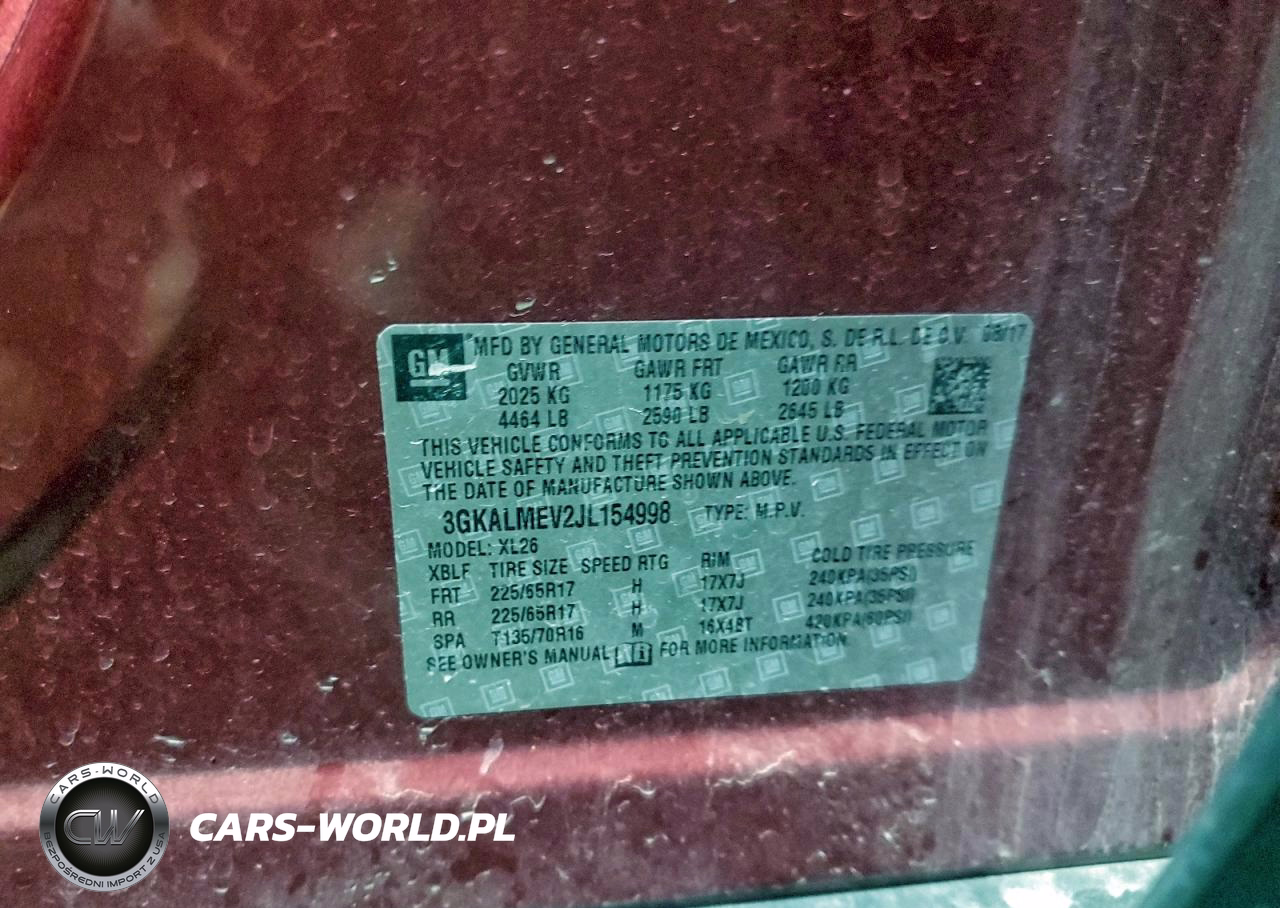 GM
MFD BY GENERAL MOTORS DE MEXICO, S. DE R.L. DE C.V. 08/17
GVWR GAWR FRT GAWR RR
2025 KG 1175 KG 1200 KG
4464 LB 2590 LB 2645 LB
THIS VEHICLE CONFORMS TO ALL APPLICABLE U.S. FEDERAL MOTOR
VEHICLE SAFETY AND THEFT PREVENTION STANDARDS IN EFFECT ON
THE DATE OF MANUFACTURE SHOWN ABOVE.
3GKALMEV2JL154998 TYPE: M.P.V.
MODEL: XL26
XBLF TIRE SIZE SPEED RTG RIM COLD TIRE PRESSURE
FRT 225/65R17 H 17X7J 240KPA(35PSI)
RR 225/65R17 H 17X7J 240KPA(35PSI)
SPA T135/70R16 M 16X4BT 420KPA(60PSI)
SEE OWNER'S MANUAL FOR MORE INFORMATION
CARS-WORLD
CW
BEZPOŚREDNI IMPORT Z USA
CARS-WORLD.PL